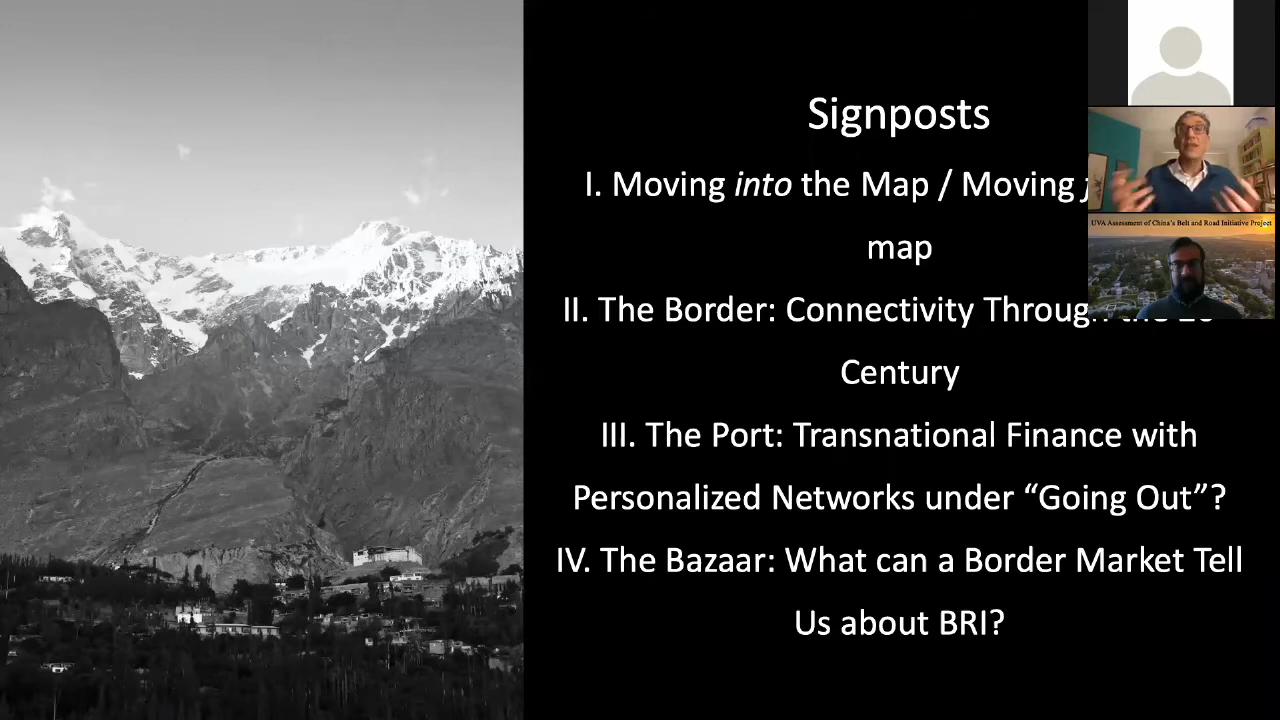 Signposts
I. Moving into the Map / Moving
map
II. The Border: Connectivity Through the
Century
III. The Port: Transnational Finance with
Personalized Networks under “Going Out”?
IV. The Bazaar: What can a Border Market Tell
Us about BRI?
UVA Assessment of China's Belt and Road Initiative Project